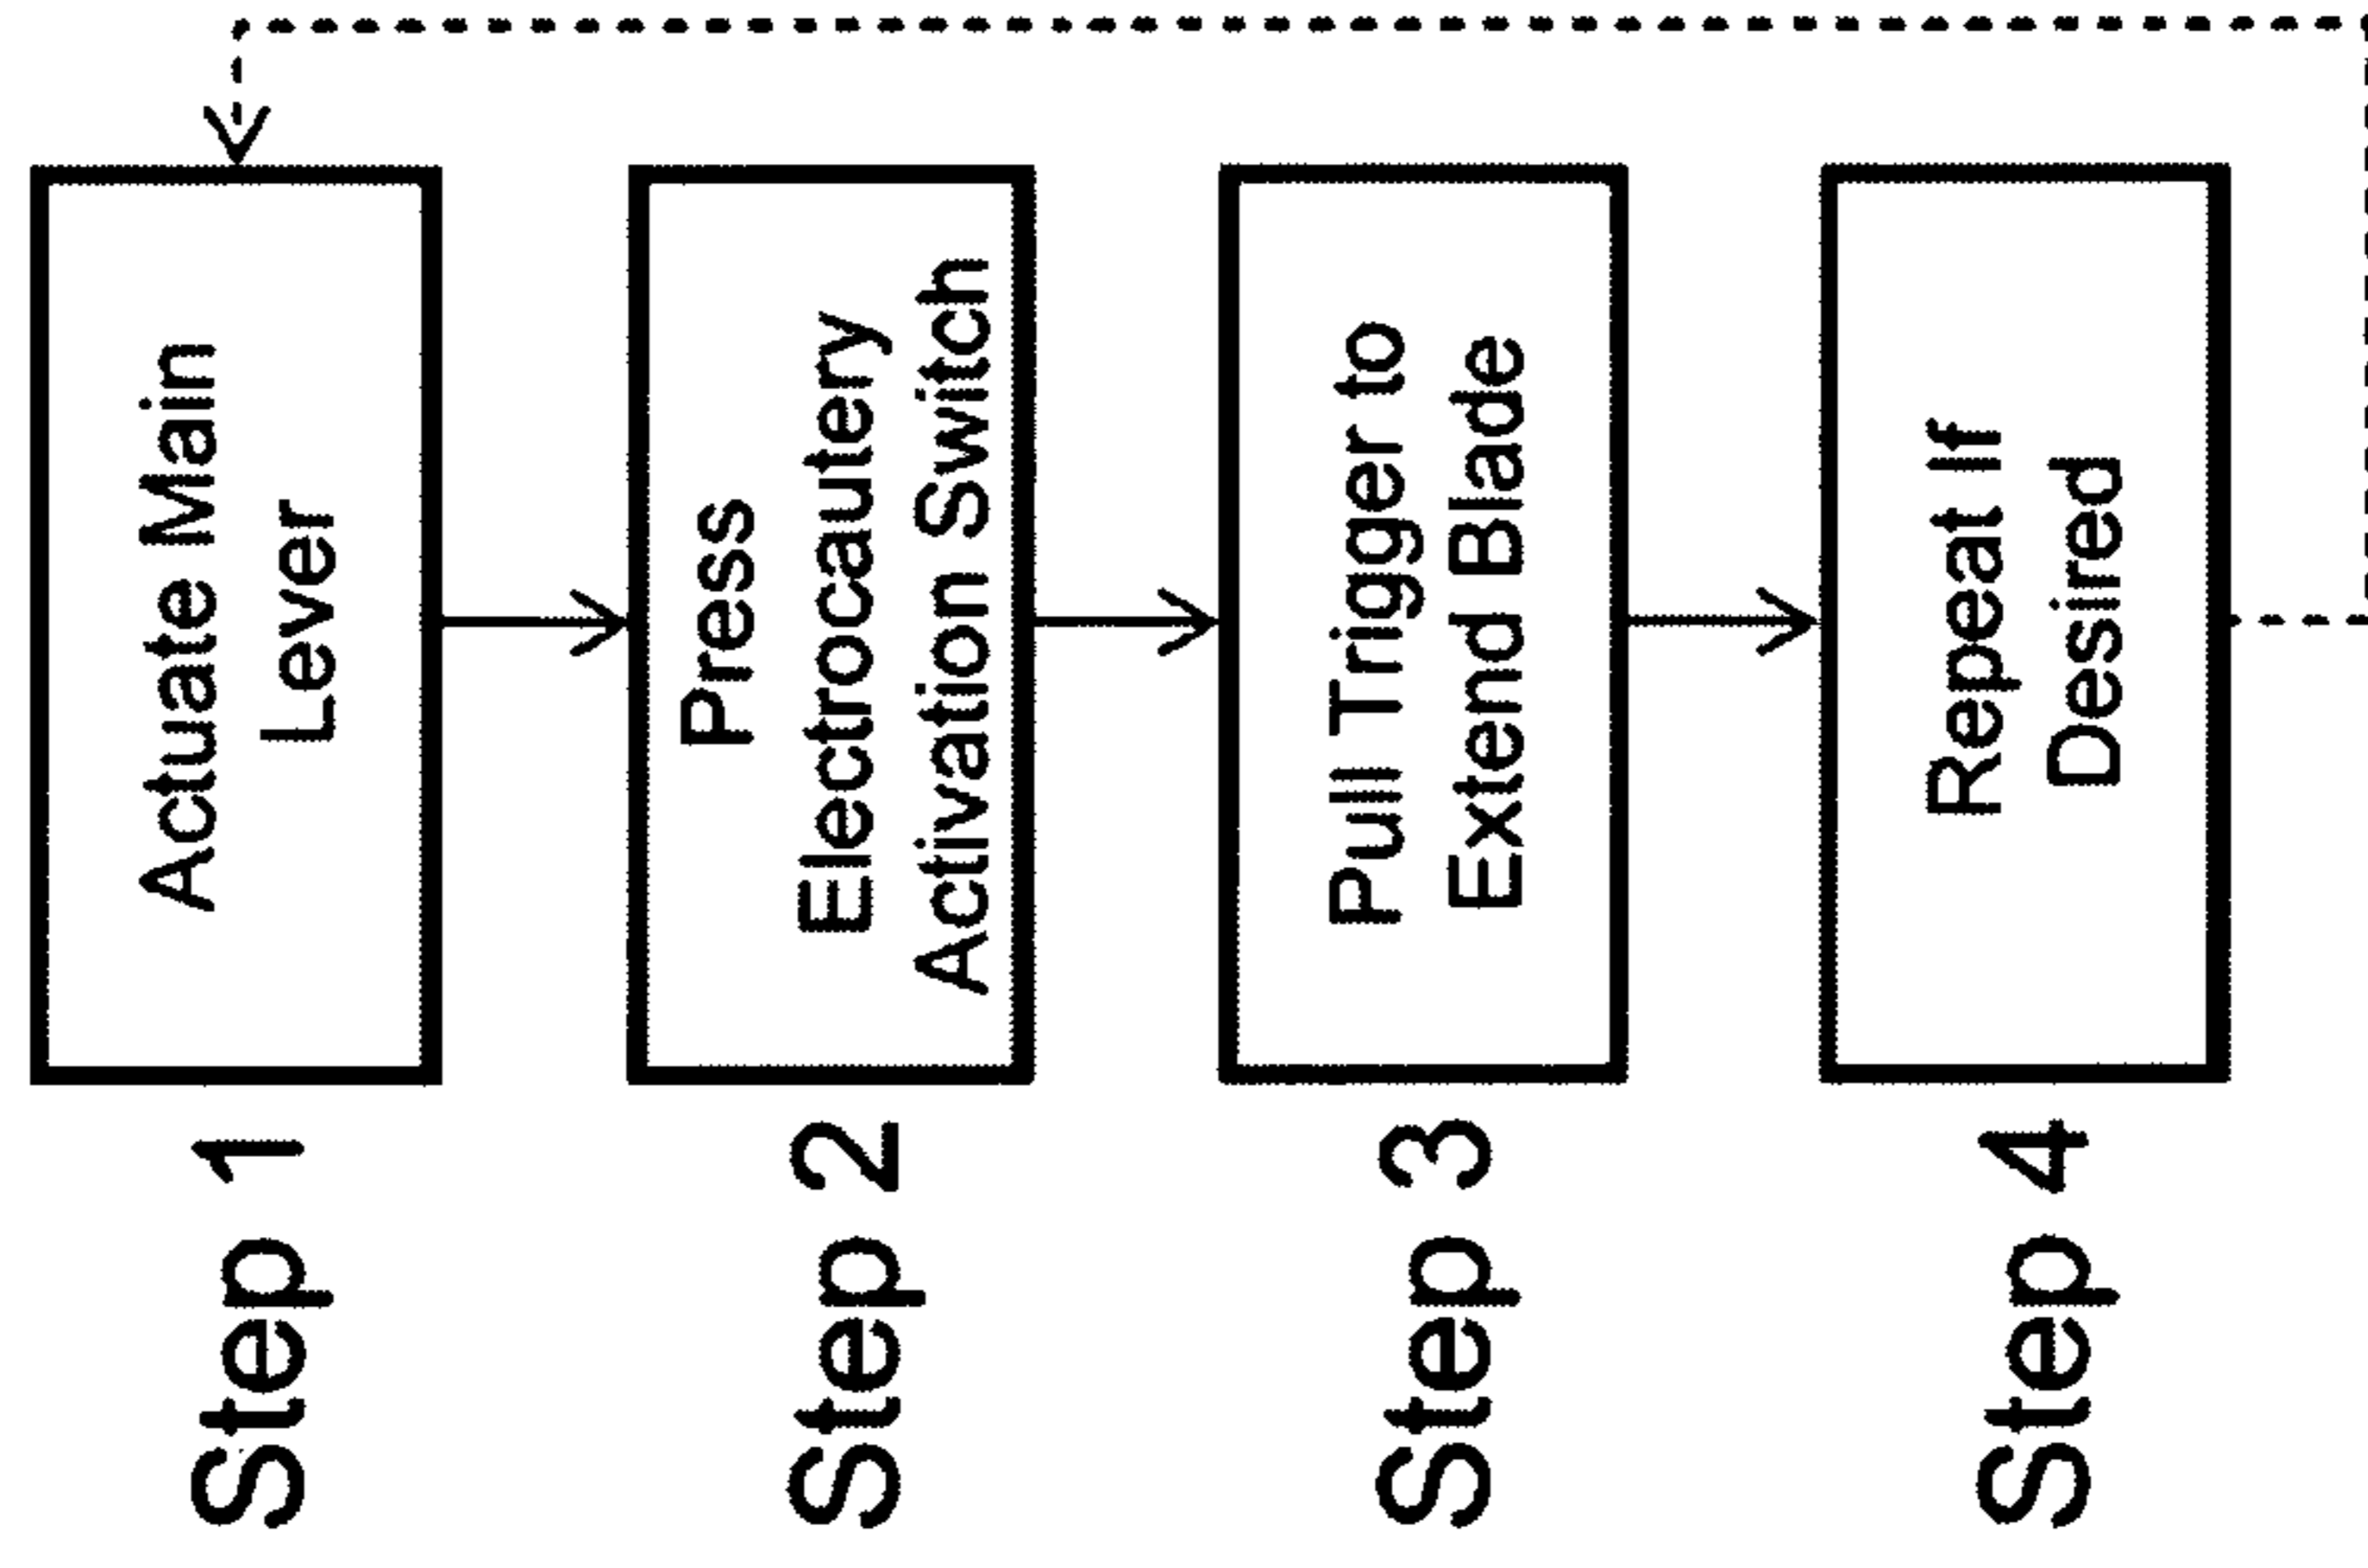 Step 1
Actuate Main
Lever
Step 2
Press
Electrocautery
Activation Switch
Step 3
Pull Trigger to
Extend Blade
Step 4
Repeat If
Desired